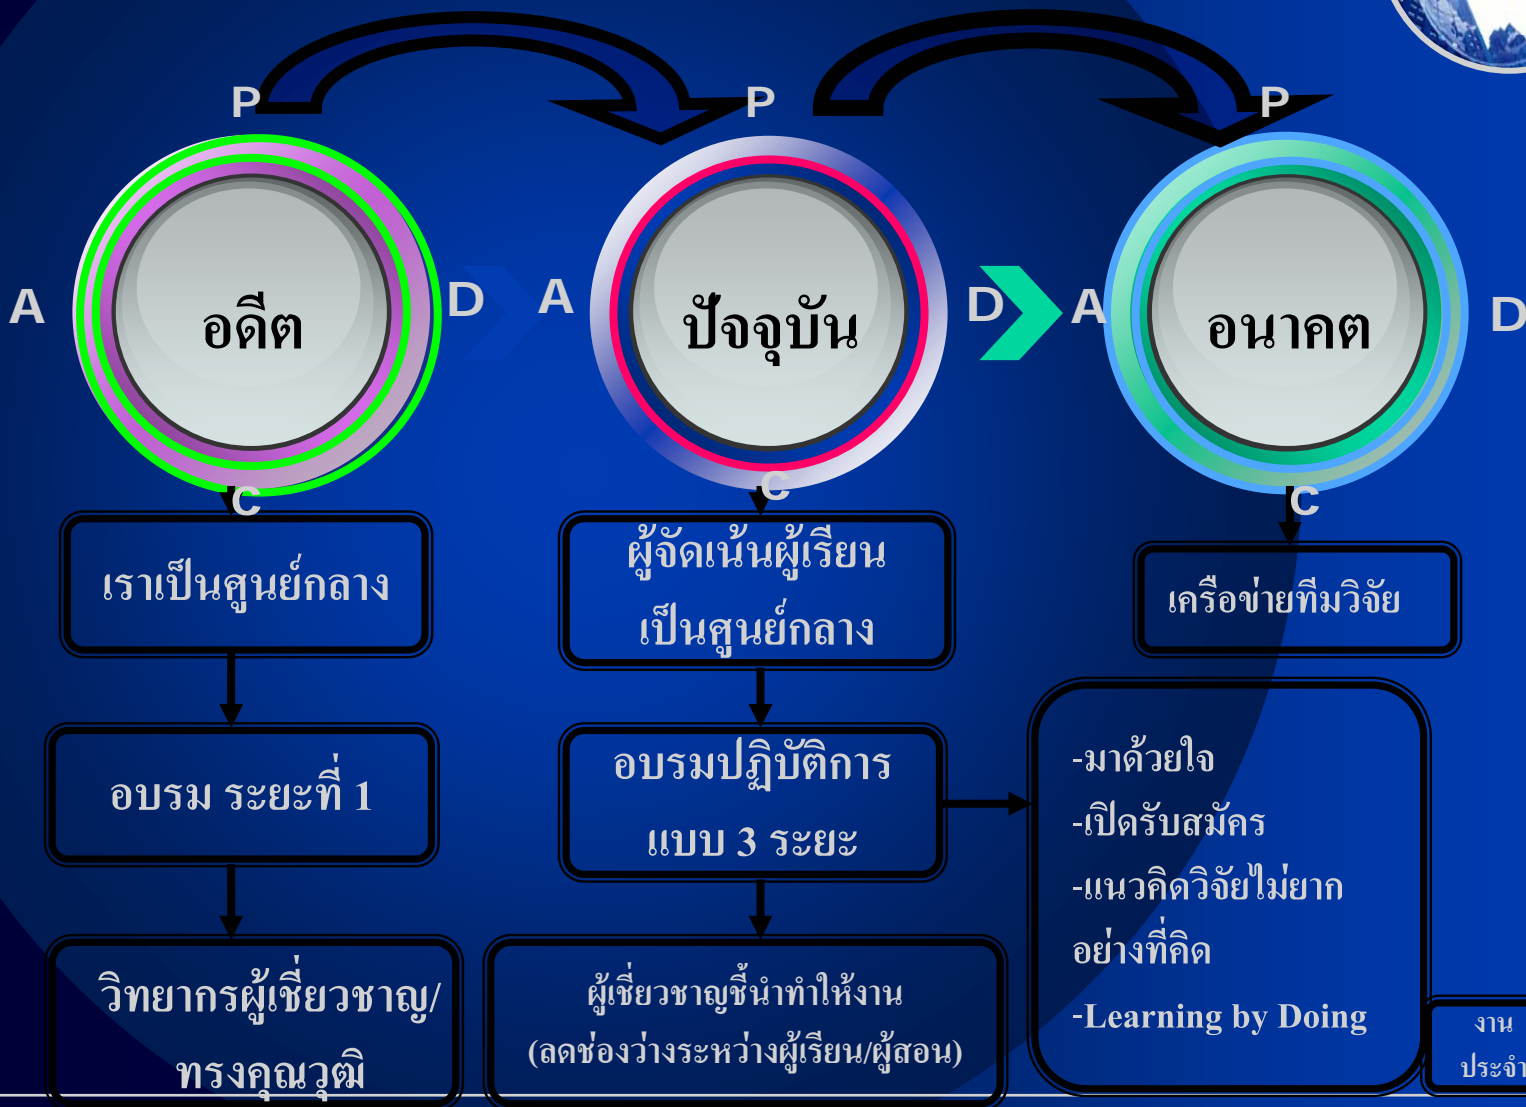 P
P
P
A
อดีต
D
A
ปัจจุบัน
D
A
อนาคต
D
C
C
C
เราเป็นศูนย์กลาง
ผู้จัดเน้นผู้เรียน
เป็นศูนย์กลาง
เครือข่ายทีมวิจัย
อบรม ระยะที่ 1
อบรมปฏิบัติการ
แบบ 3 ระยะ
-มาด้วยใจ
-เปิดรับสมัคร
-แนวคิดวิจัยไม่ยาก
อย่างที่คิด
-Learning by Doing
วิทยากรผู้เชี่ยวชาญ/
ทรงคุณวุฒิ
ผู้เชี่ยวชาญชี้นำทำให้งาน
(ลดช่องว่างระหว่างผู้เรียน/ผู้สอน)
งาน
ประจำ